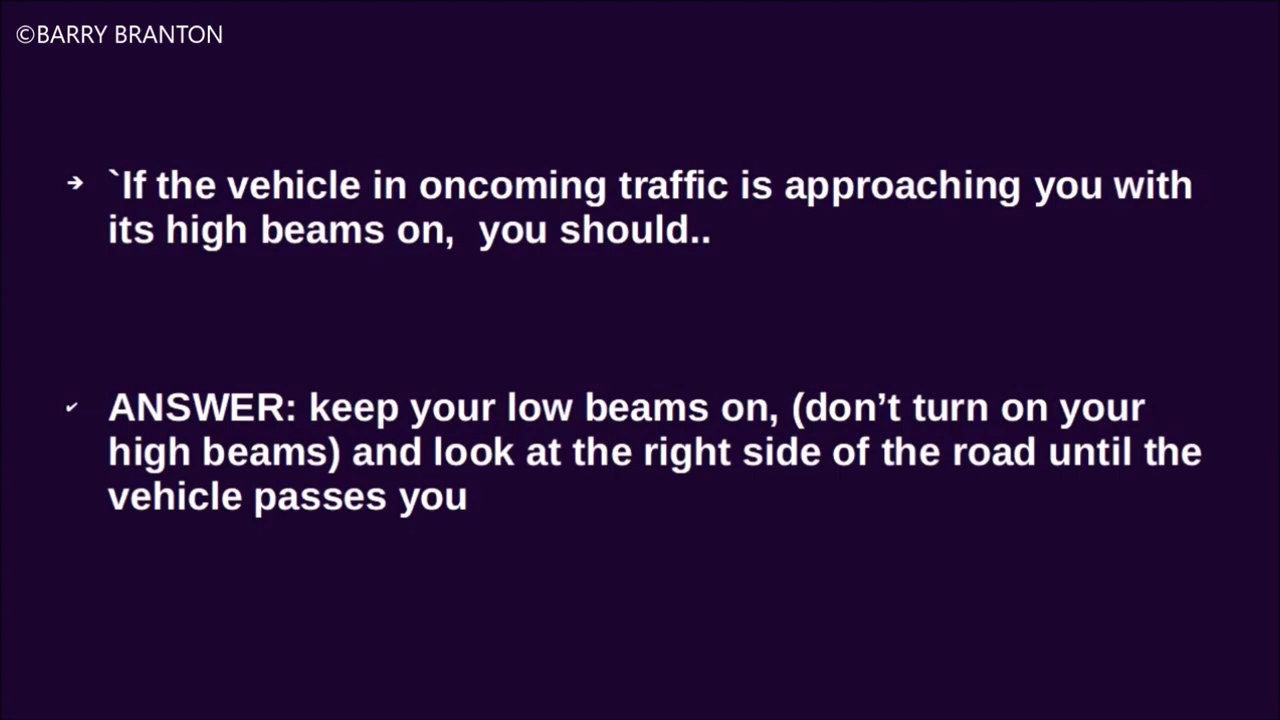 ©BARRY BRANTON
➔ `If the vehicle in oncoming traffic is approaching you with
its high beams on,  you should..
✔ ANSWER: keep your low beams on, (don’t turn on your
high beams) and look at the right side of the road until the
vehicle passes you